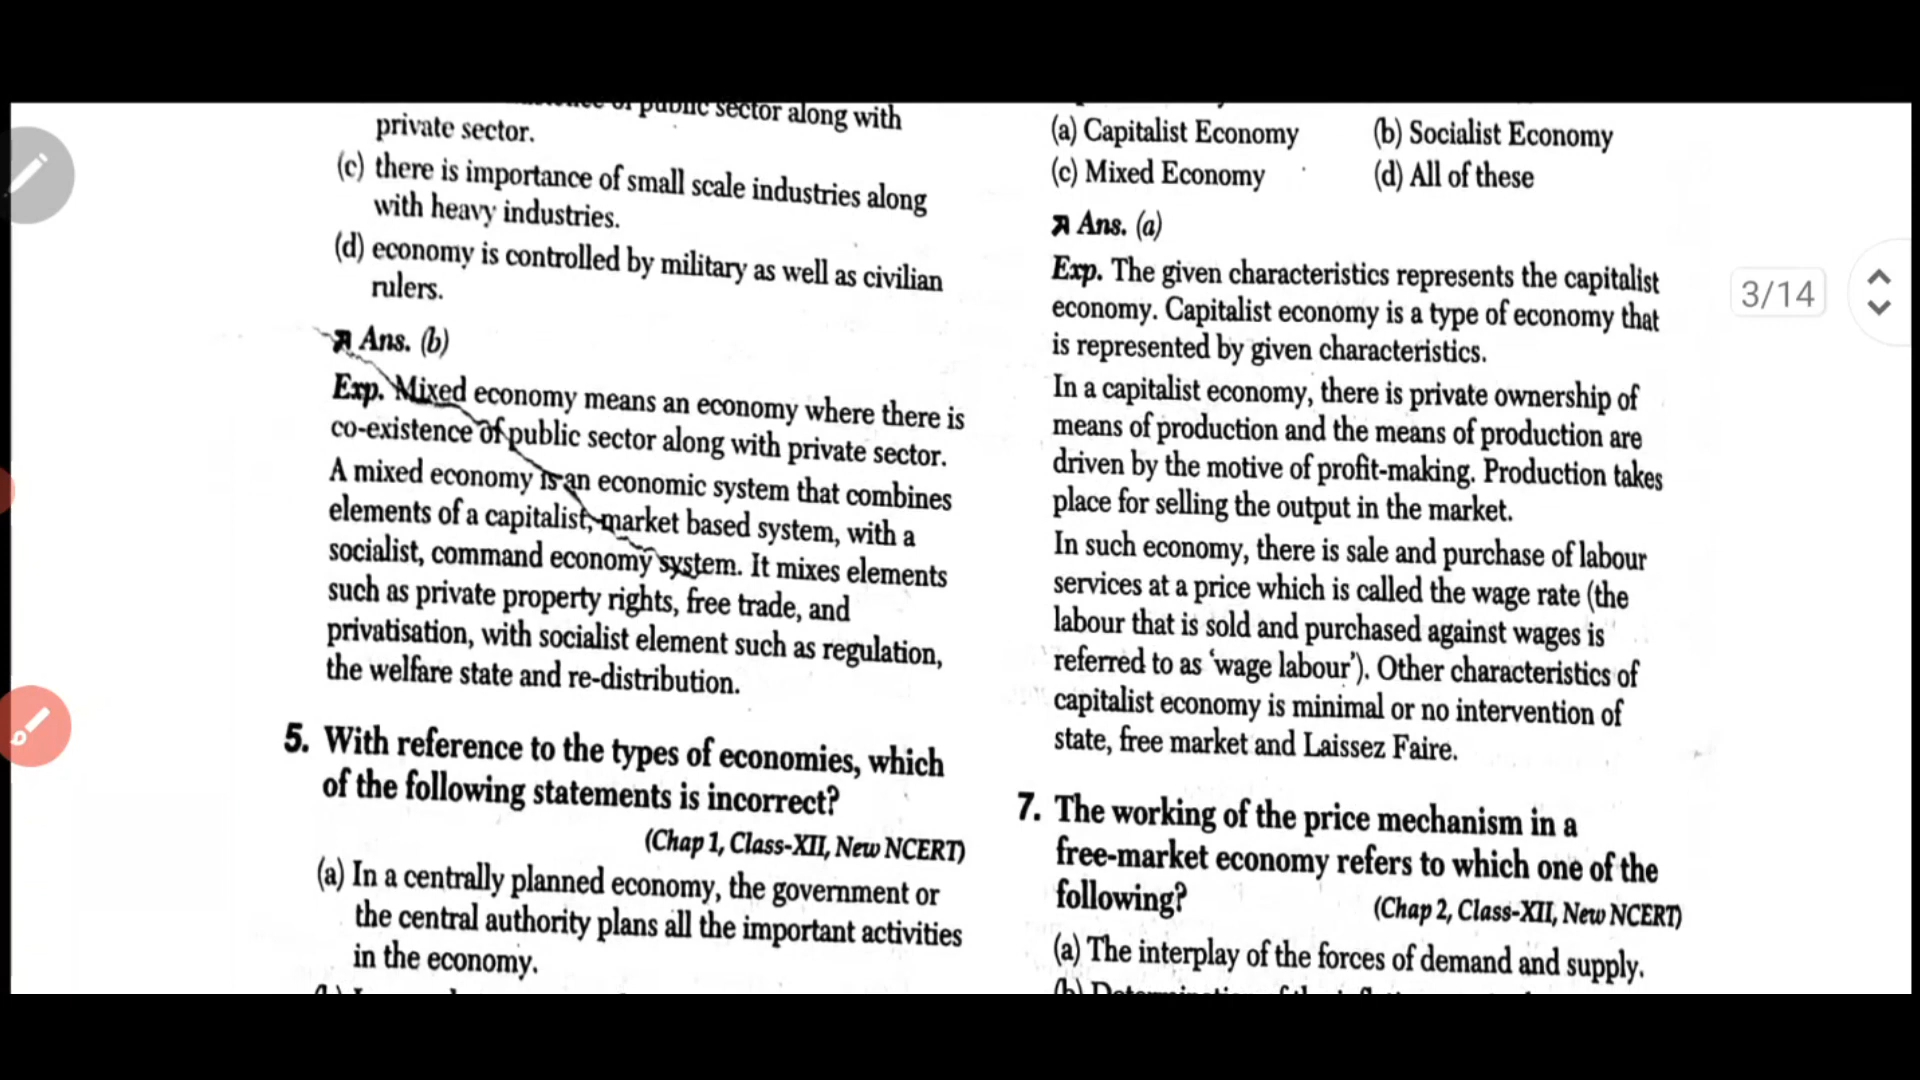 of public sector along with
private sector.
(c) there is importance of small scale industries along
with heavy industries.
(d) economy is controlled by military as well as civilian
rulers.
Ans. (b)
Exp. Mixed economy means an economy where there is
co-existence of public sector along with private sector.
A mixed economy is an economic system that combines
elements of a capitalist, market based system, with a
socialist, command economy system. It mixes elements
such as private property rights, free trade, and
privatisation, with socialist element such as regulation,
the welfare state and re-distribution.
5. With reference to the types of economies, which
of the following statements is incorrect?
(Chap 1, Class-XII, New NCERT)
(a) In a centrally planned economy, the government or
the central authority plans all the important activities
in the economy.
(a) Capitalist Economy (b) Socialist Economy
(c) Mixed Economy (d) All of these
Ans. (a)
Exp. The given characteristics represents the capitalist
economy. Capitalist economy is a type of economy that
is represented by given characteristics.
In a capitalist economy, there is private ownership of
means of production and the means of production are
driven by the motive of profit-making. Production takes
place for selling the output in the market.
In such economy, there is sale and purchase of labour
services at a price which is called the wage rate (the
labour that is sold and purchased against wages is
referred to as ‘wage labour’). Other characteristics of
capitalist economy is minimal or no intervention of
state, free market and Laissez Faire.
7. The working of the price mechanism in a
free-market economy refers to which one of the
following?
(Chap 2, Class-XII, New NCERT)
(a) The interplay of the forces of demand and supply.
3/14